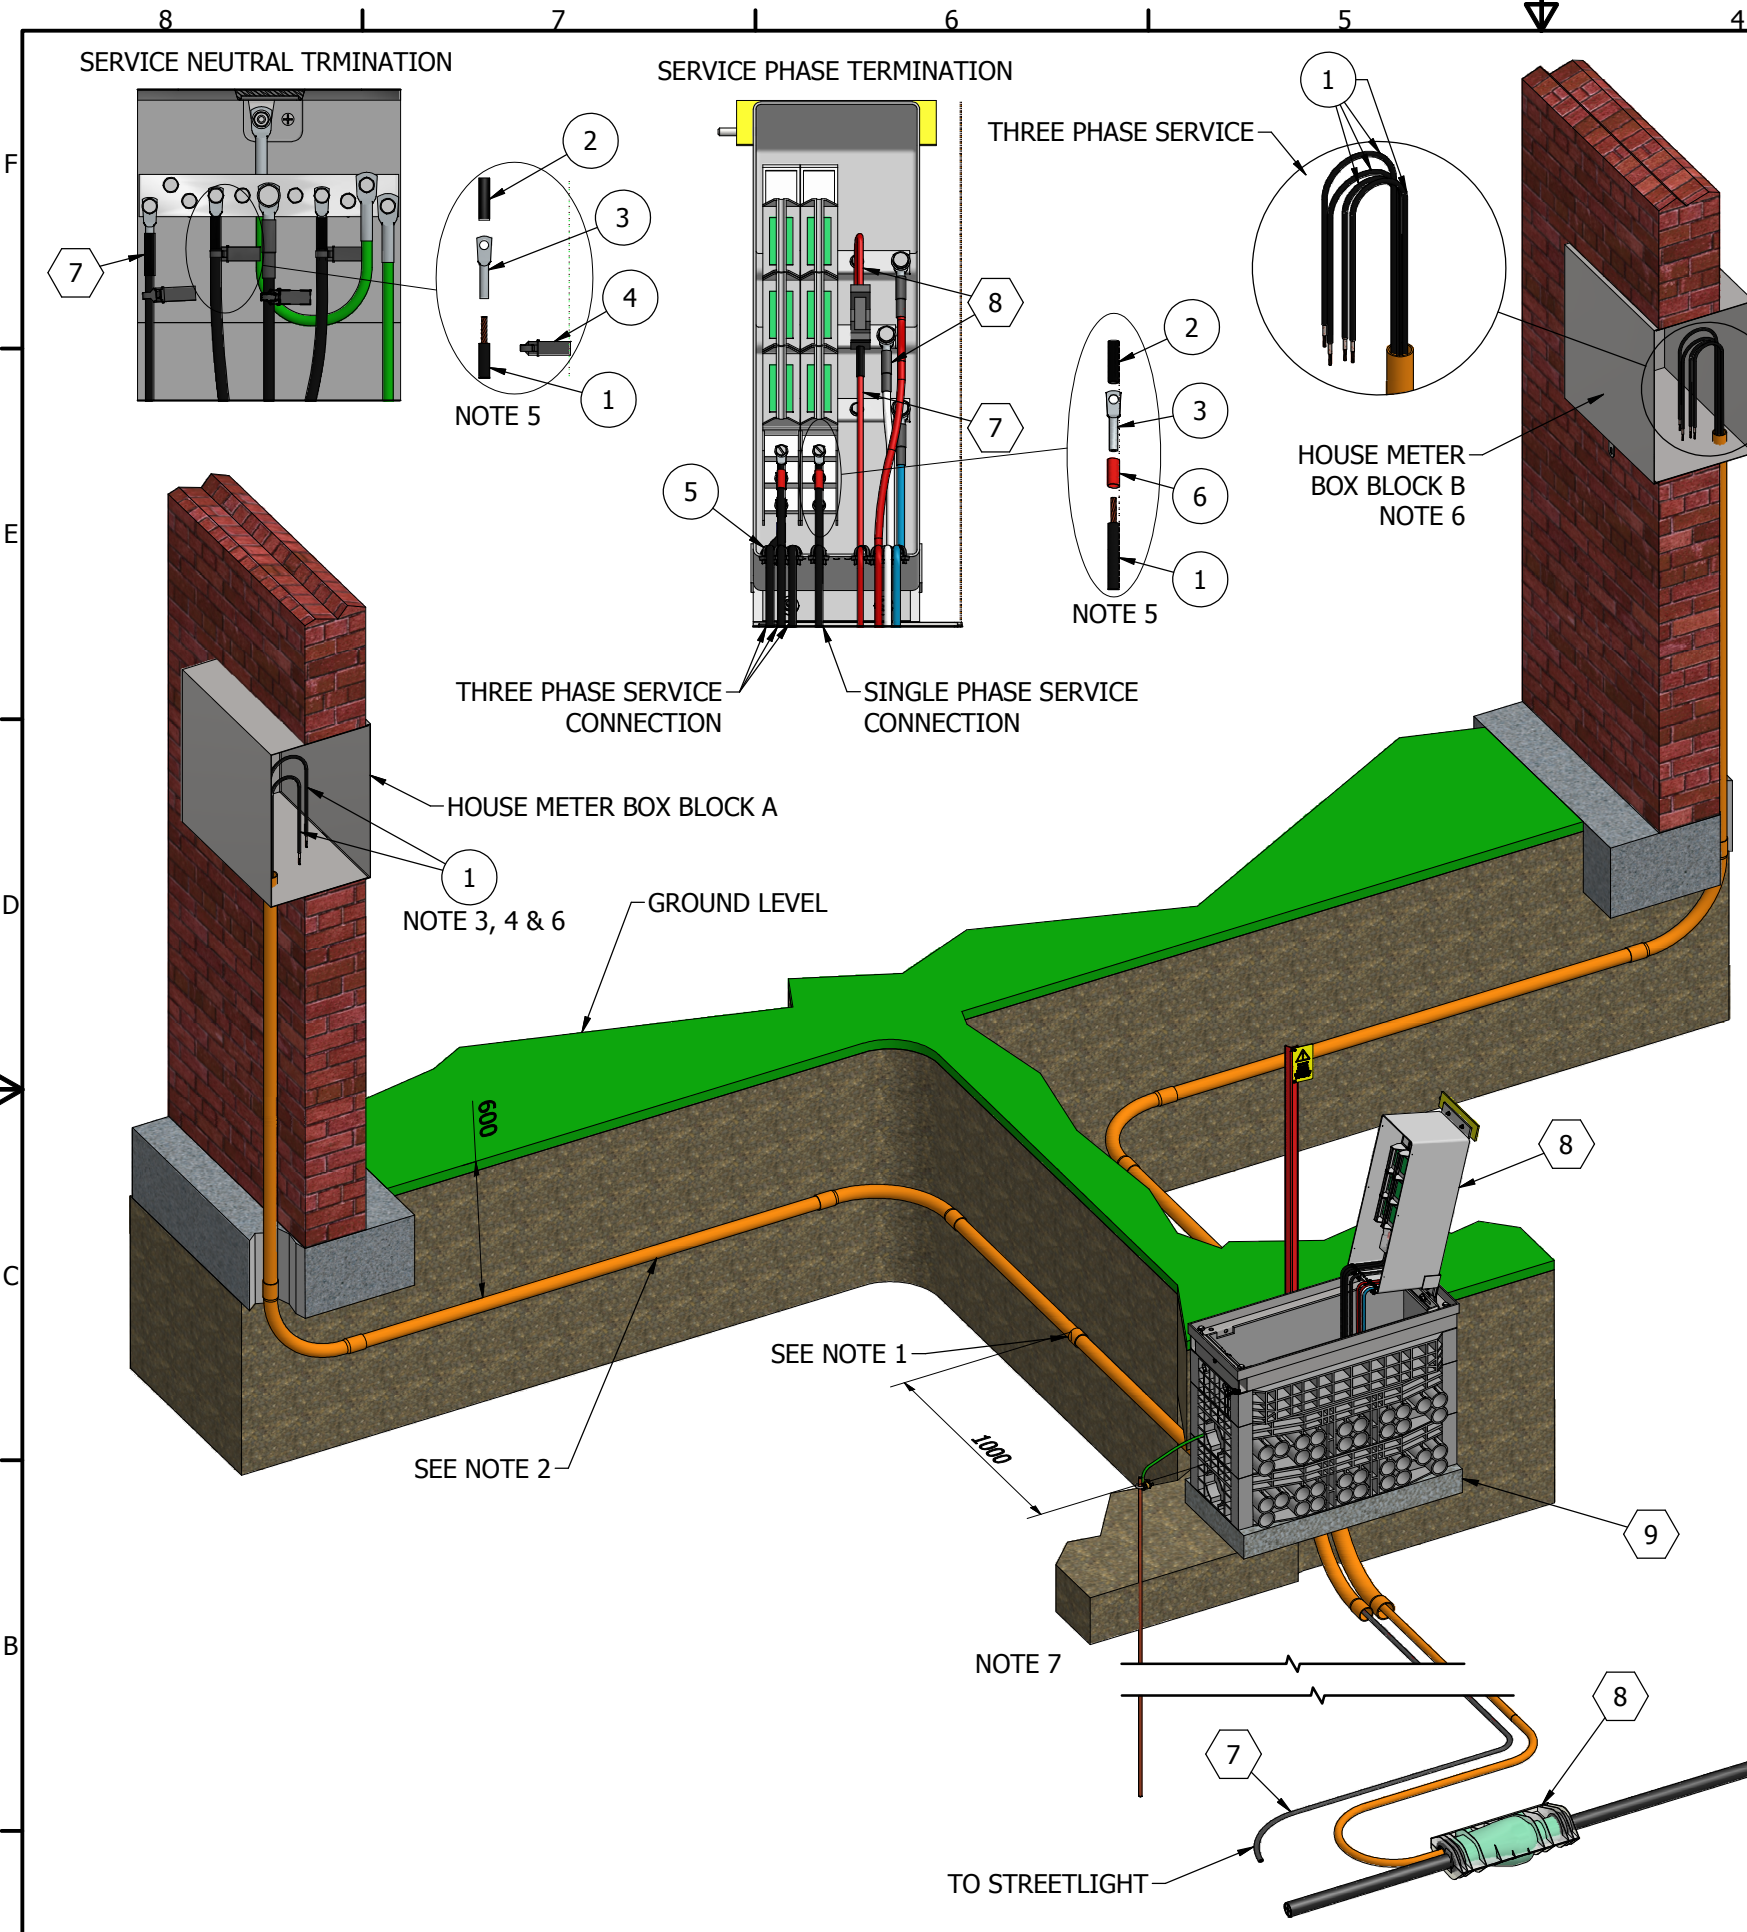 8 7 6 5 4
SERVICE NEUTRAL TRMINATION
SERVICE PHASE TERMINATION
1
THREE PHASE SERVICE
F
2
3
4
1
7
NOTE 5
8
7
2
3
6
1
NOTE 5
5
HOUSE METER
BOX BLOCK B
NOTE 6
E
THREE PHASE SERVICE
CONNECTION
SINGLE PHASE SERVICE
CONNECTION
HOUSE METER BOX BLOCK A
1
NOTE 3, 4 & 6
D
GROUND LEVEL
600
8
C
SEE NOTE 1
1000
SEE NOTE 2
9
B
NOTE 7
8
7
TO STREETLIGHT